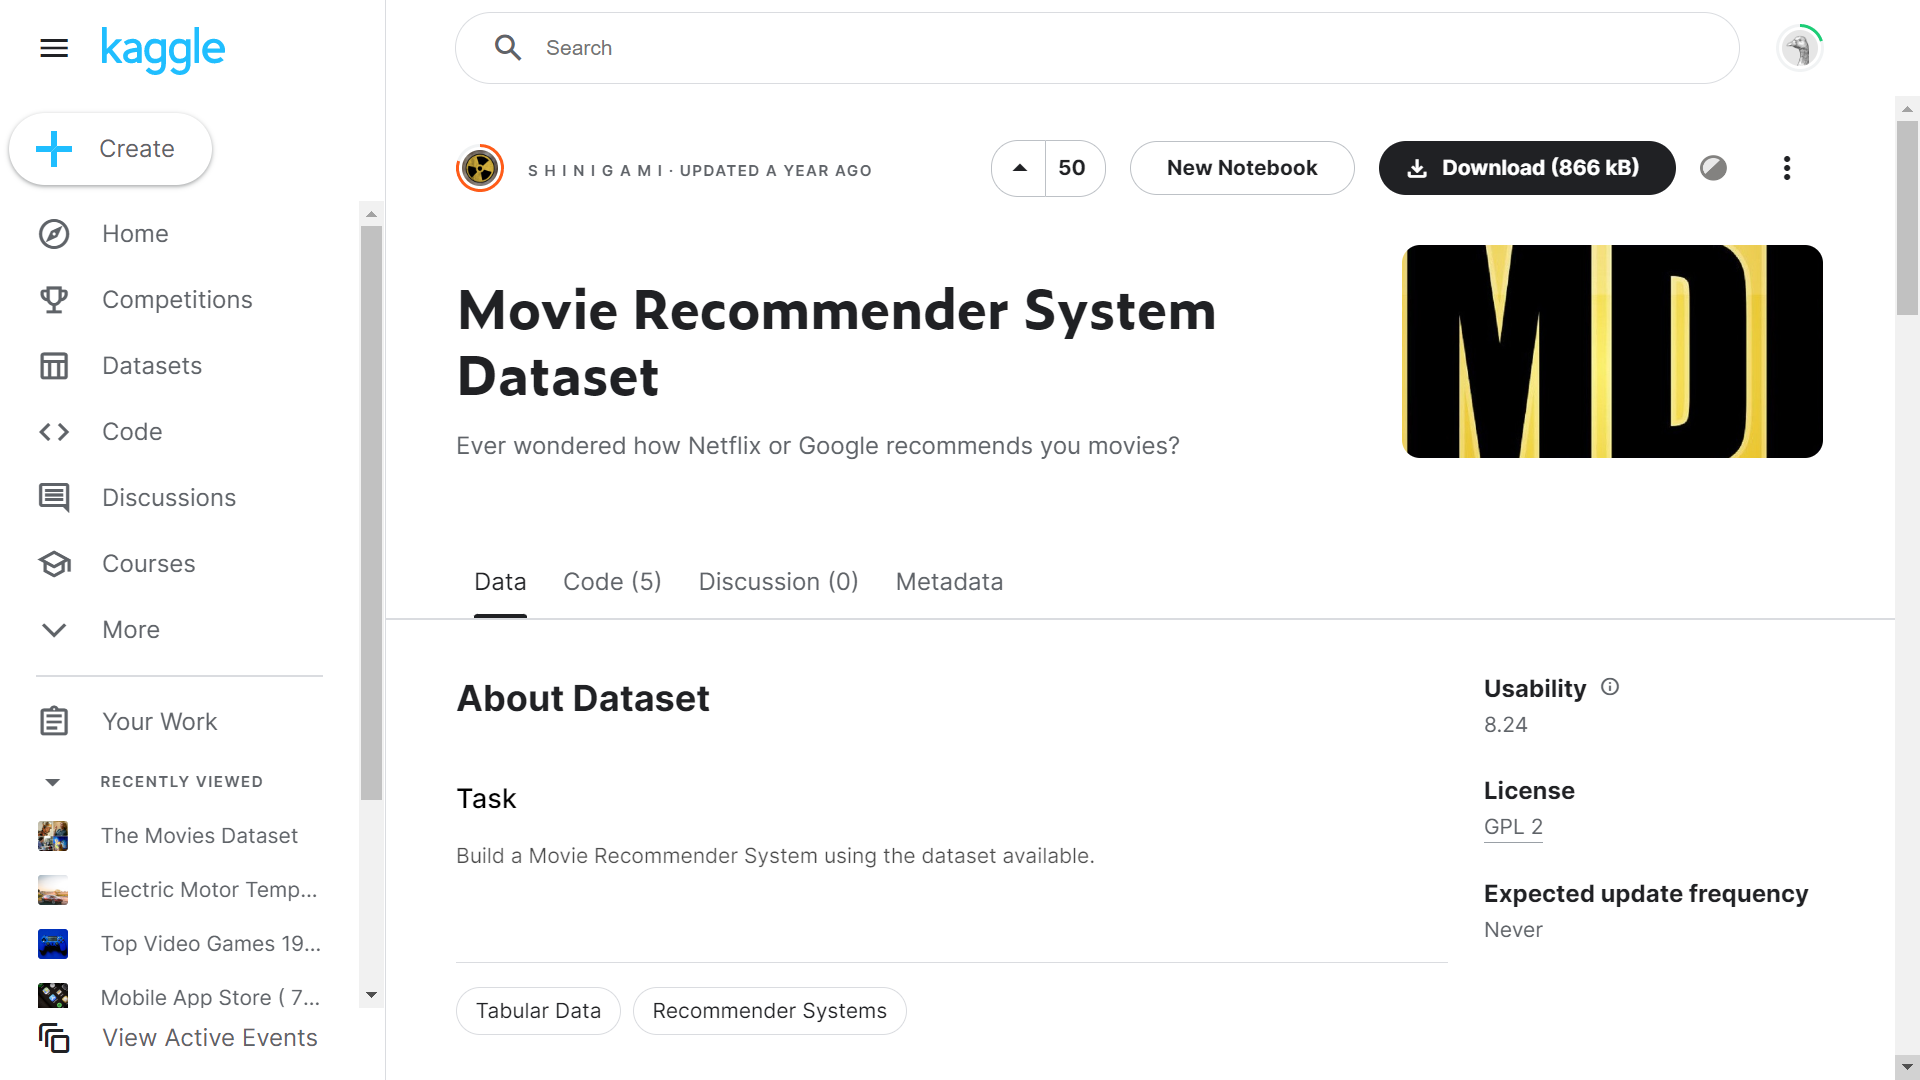 kaggle
Search
Create
Home
Competitions
Datasets
Code
Discussions
Courses
More
Your Work
RECENTLY VIEWED
The Movies Dataset
Electric Motor Temp...
Top Video Games 19...
Mobile App Store ( 7...
View Active Events
S H I N I G A M I · UPDATED A YEAR AGO
50
New Notebook
Download (866 kB)
Movie Recommender System
Dataset
Ever wondered how Netflix or Google recommends you movies?
MDI
Data
Code (5)
Discussion (0)
Metadata
About Dataset
Task
Build a Movie Recommender System using the dataset available.
Usability
8.24
License
GPL 2
Expected update frequency
Never
Tabular Data
Recommender Systems